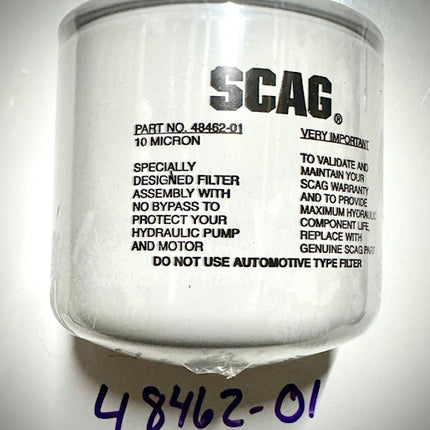 SCAG®
PART NO. 48462-01
10 MICRON
SPECIALLY
DESIGNED FILTER
ASSEMBLY WITH
NO BYPASS TO
PROTECT YOUR
HYDRAULIC PUMP
AND MOTOR
VERY IMPORTANT
TO VALIDATE AND
MAINTAIN YOUR
SCAG WARRANTY
AND TO PROVIDE
MAXIMUM HYDRAULIC
COMPONENT LIFE,
REPLACE WITH
GENUINE SCAG
DO NOT USE AUTOMOTIVE TYPE FILTER
48462-01